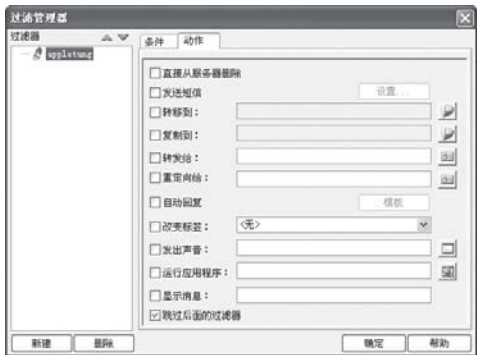 过滤管理器
过滤器
appletung
条件 动作
直接从服务器删除
发送短信 设置...
转移到：
复制到：
转发给：
重定向给：
自动回复 模板
改变标签： <无>
发出声音：
运行应用程序：
显示消息：
跳过后面的过滤器
新建 删除 确定 帮助